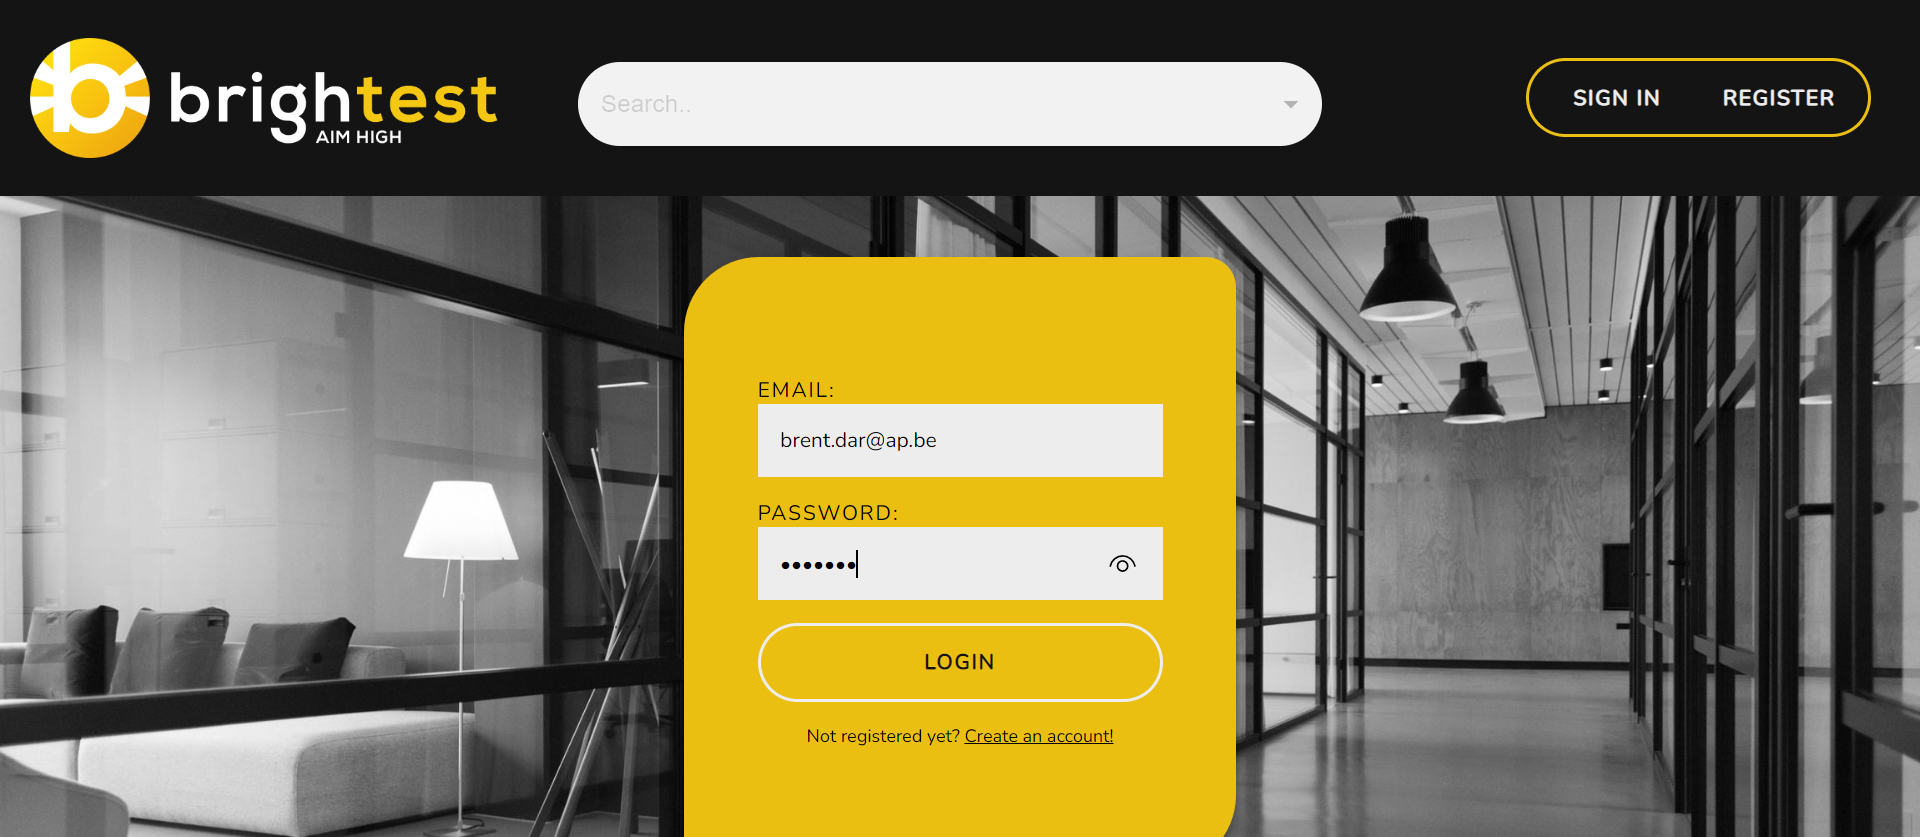 brightest
AIM HIGH
Search..
SIGN IN
REGISTER
EMAIL:
brent.dar@ap.be
PASSWORD:
•••••••
LOGIN
Not registered yet? Create an account!